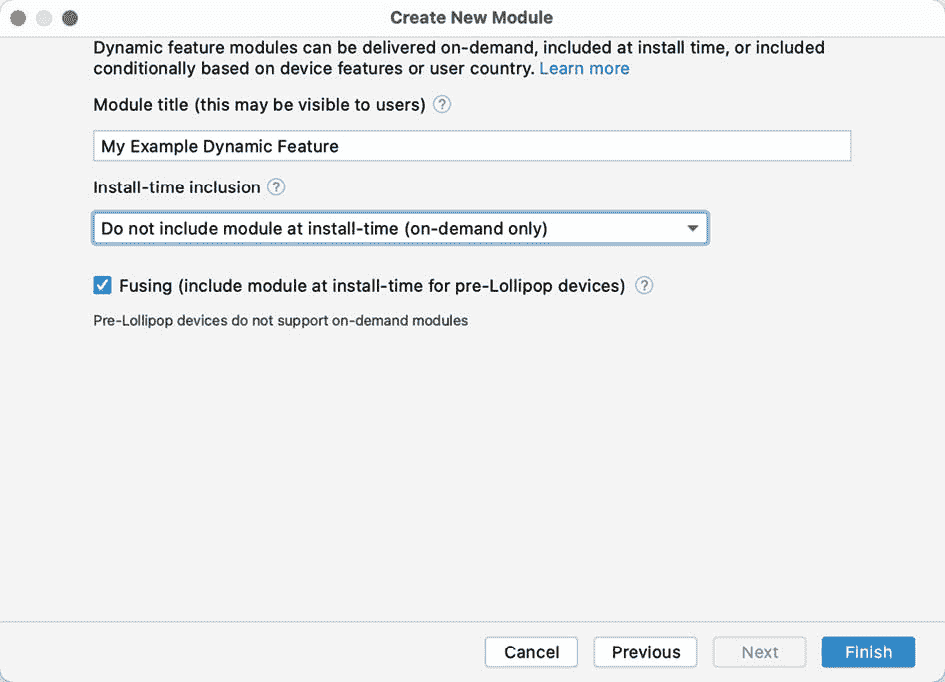 Create New Module
Dynamic feature modules can be delivered on-demand, included at install time, or included
conditionally based on device features or user country. Learn more
Module title (this may be visible to users) ?
My Example Dynamic Feature
Install-time inclusion ?
Do not include module at install-time (on-demand only)
Fusing (include module at install-time for pre-Lollipop devices) ?
Pre-Lollipop devices do not support on-demand modules
Cancel Previous Next Finish